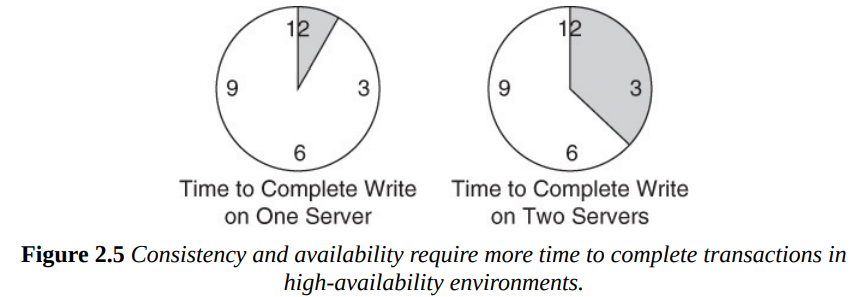 12
9
3
6
Time to Complete Write
on One Server
12
9
3
6
Time to Complete Write
on Two Servers
Figure 2.5 Consistency and availability require more time to complete transactions in
high-availability environments.